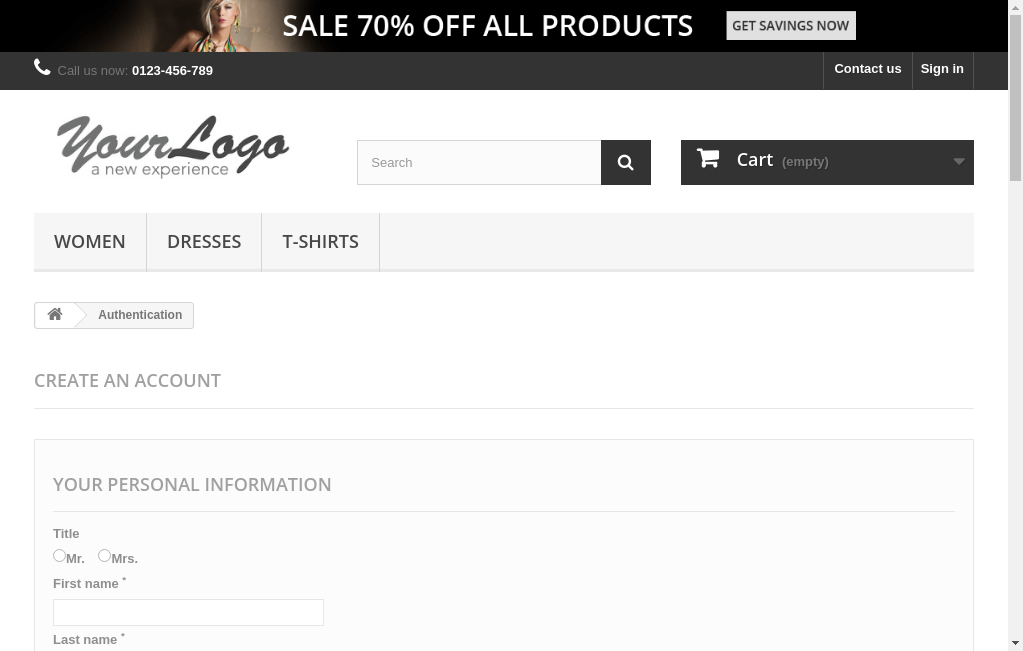 SALE 70% OFF ALL PRODUCTS GET SAVINGS NOW
Call us now: 0123-456-789 Contact us Sign in
YourLogo
a new experience
Search
Cart (empty)
WOMEN DRESSES T-SHIRTS
Authentication
CREATE AN ACCOUNT
YOUR PERSONAL INFORMATION
Title
Mr. Mrs.
First name *
Last name *